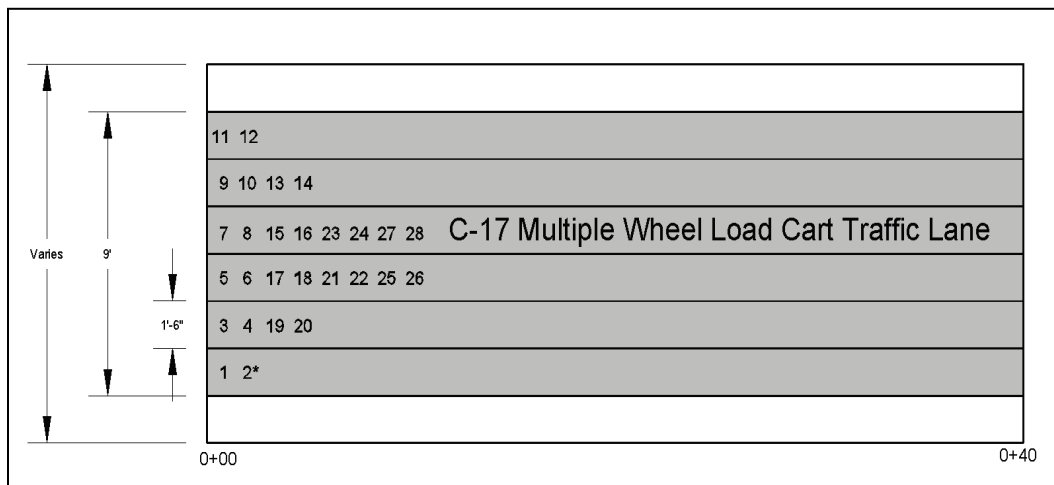 11 12
9 10 13 14
7 8 15 16 23 24 27 28 C-17 Multiple Wheel Load Cart Traffic Lane
Varies 9'
5 6 17 18 21 22 25 26
1'-6"
3 4 19 20
1 2*
0+00 0+40